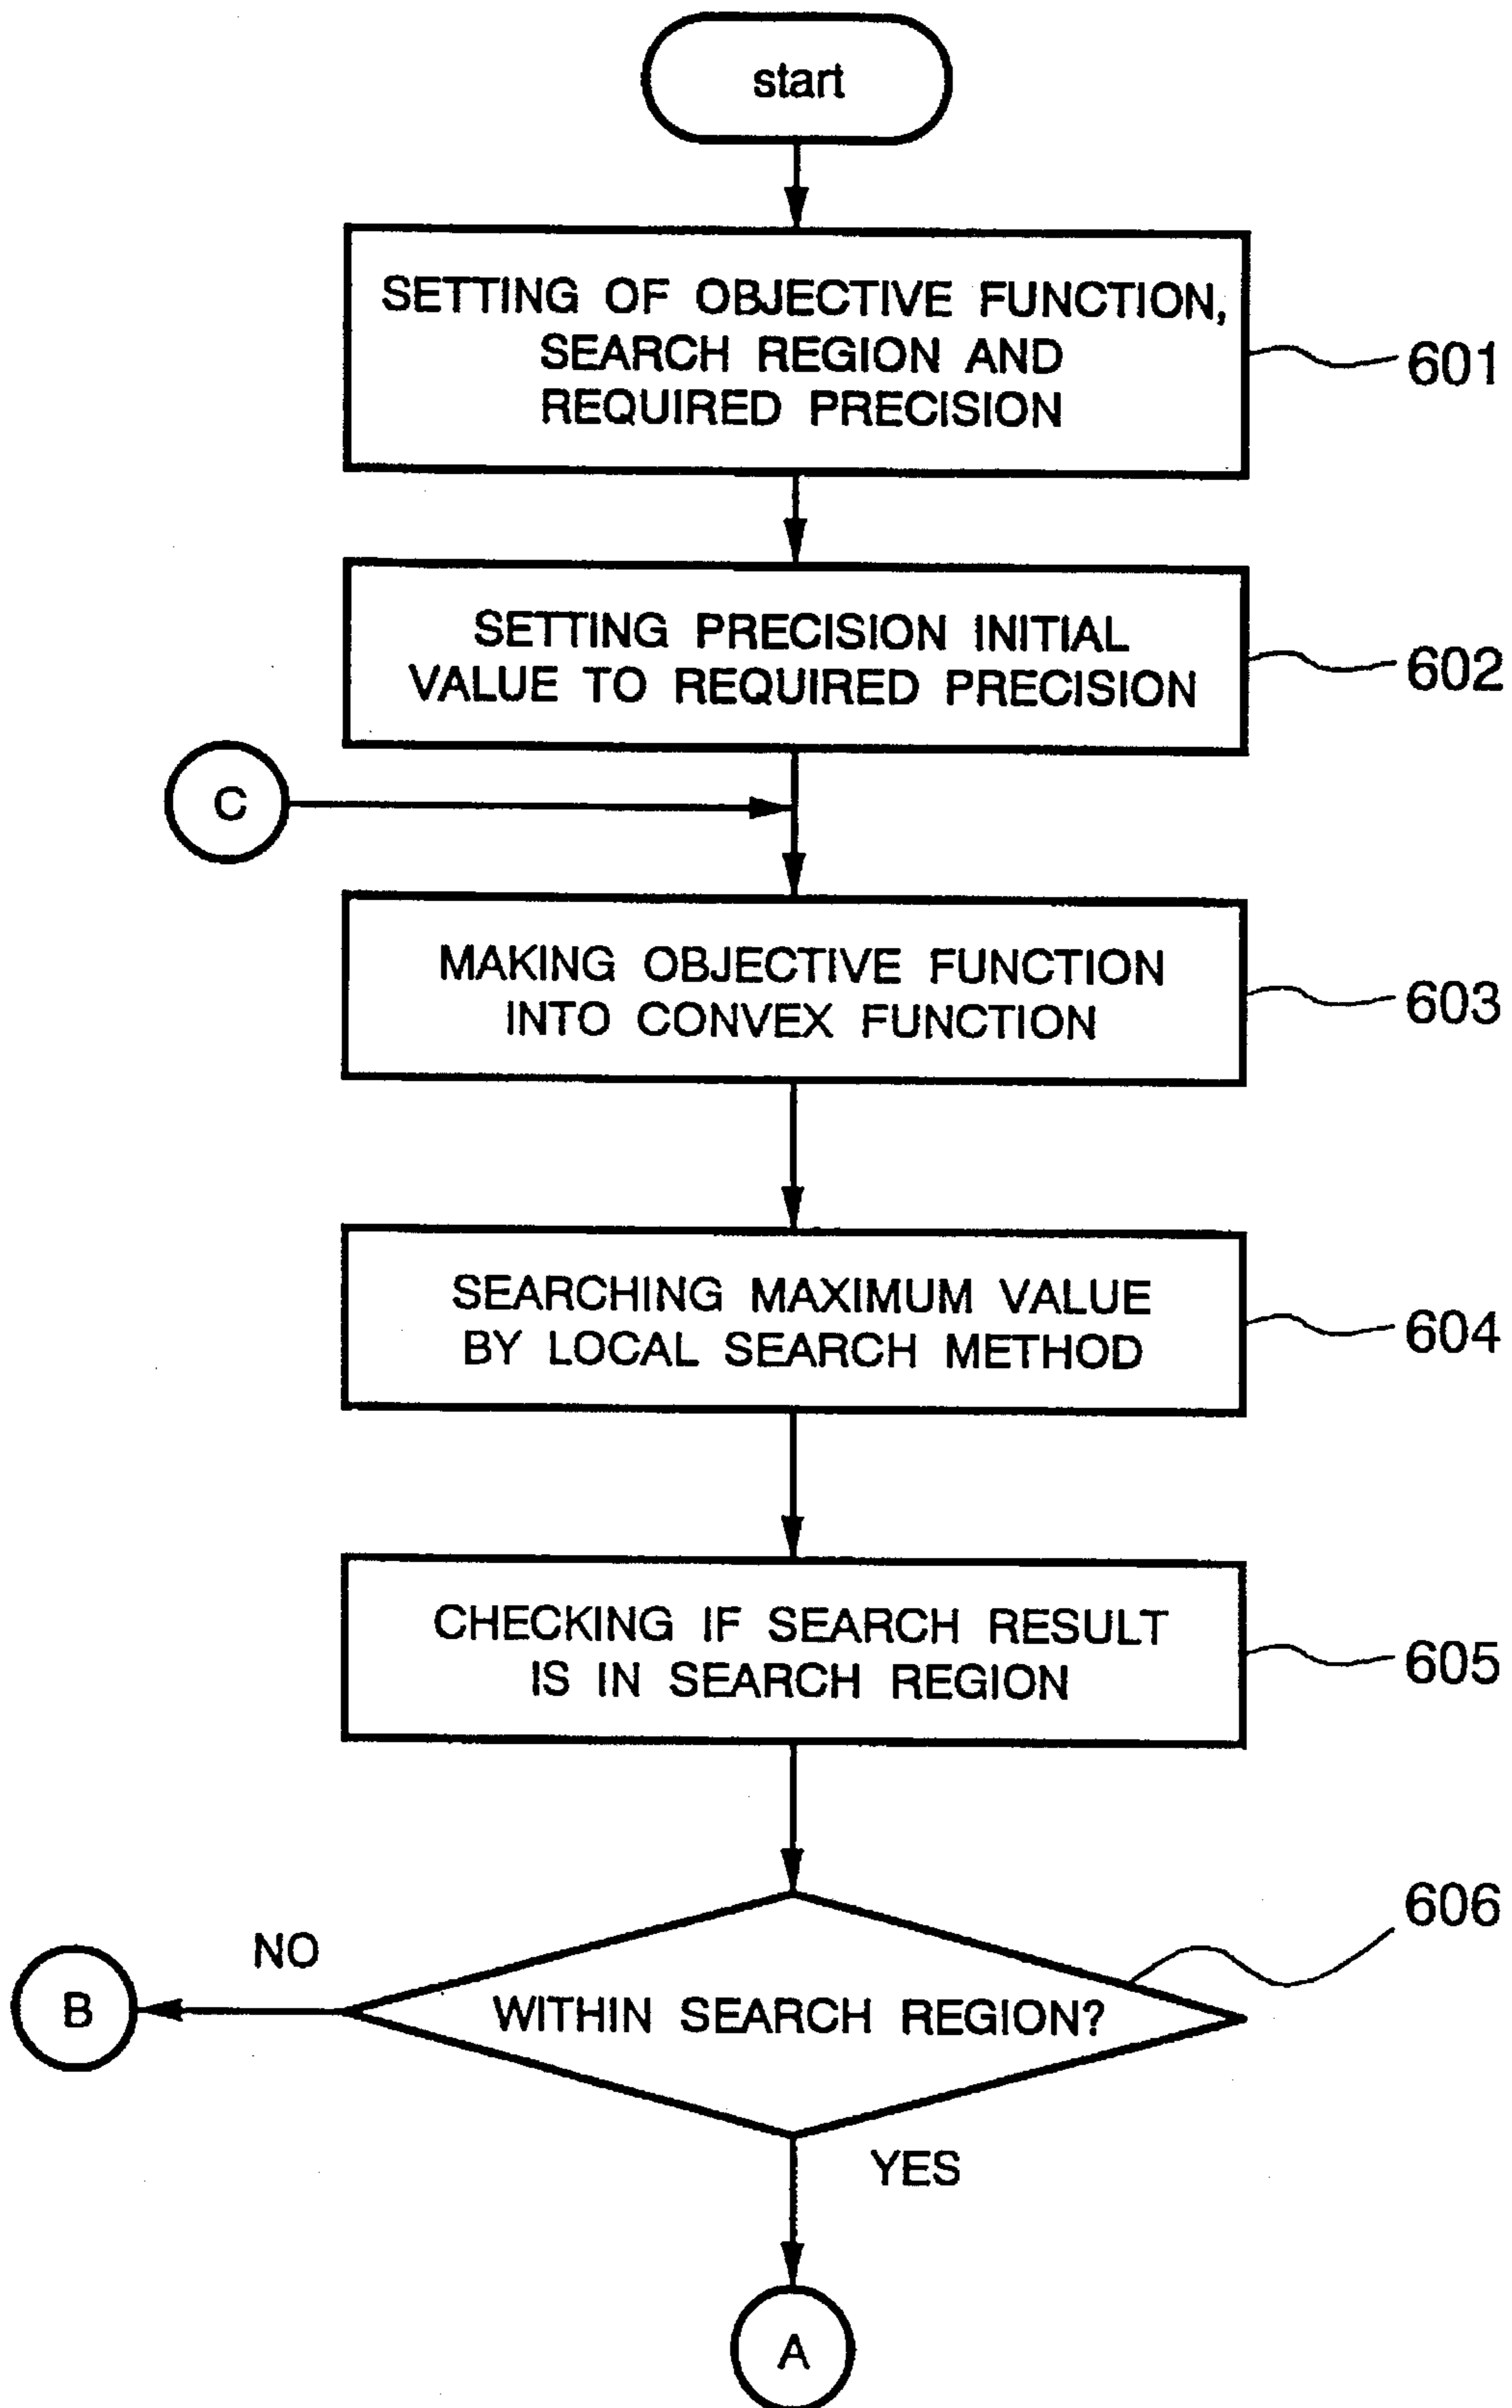 start
SETTING OF OBJECTIVE FUNCTION,
SEARCH REGION AND
REQUIRED PRECISION
601
SETTING PRECISION INITIAL
VALUE TO REQUIRED PRECISION
602
C
MAKING OBJECTIVE FUNCTION
INTO CONVEX FUNCTION
603
SEARCHING MAXIMUM VALUE
BY LOCAL SEARCH METHOD
604
CHECKING IF SEARCH RESULT
IS IN SEARCH REGION
605
606
NO
B
WITHIN SEARCH REGION?
YES
A